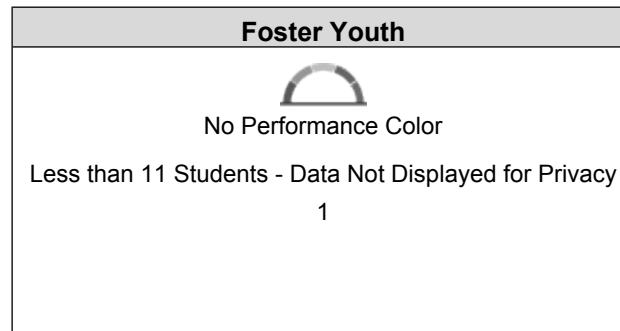 Foster Youth
No Performance Color
Less than 11 Students - Data Not Displayed for Privacy
1